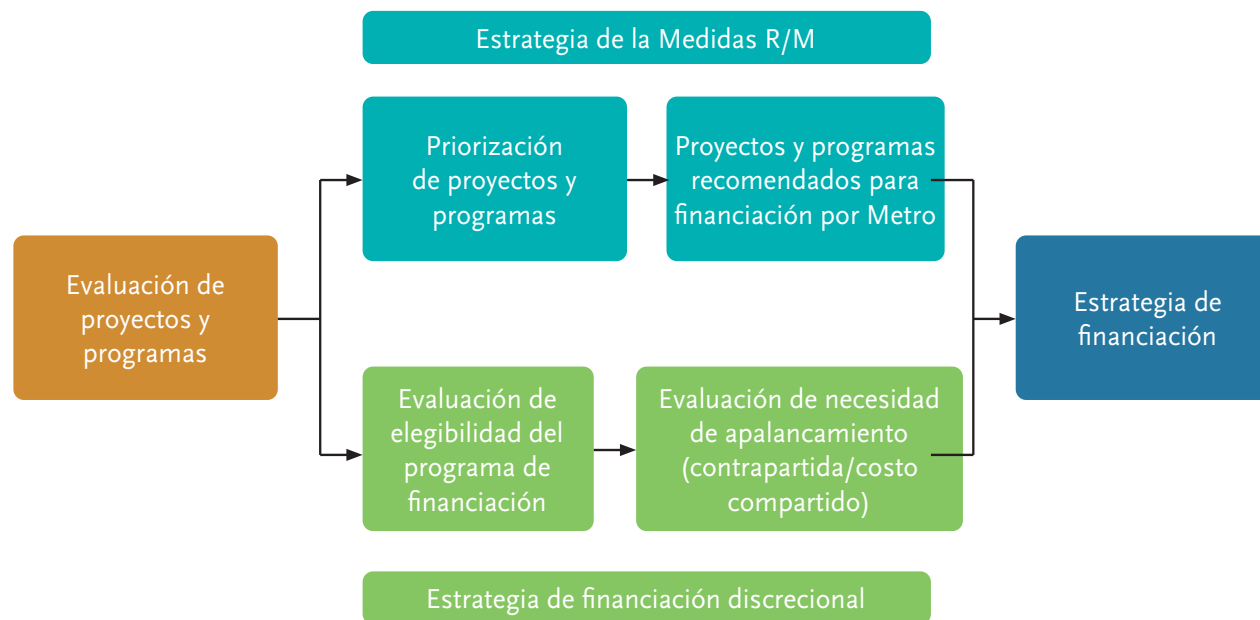 Estrategia de la Medidas R/M
Evaluación de
proyectos y
programas
Priorización
de proyectos y
programas
Proyectos y programas
recomendados para
financiación por Metro
Evaluación de
elegibilidad del
programa de
financiación
Evaluación de necesidad
de apalancamiento
(contrapartida/costo
compartido)
Estrategia de
financiación
Estrategia de financiación discrecional